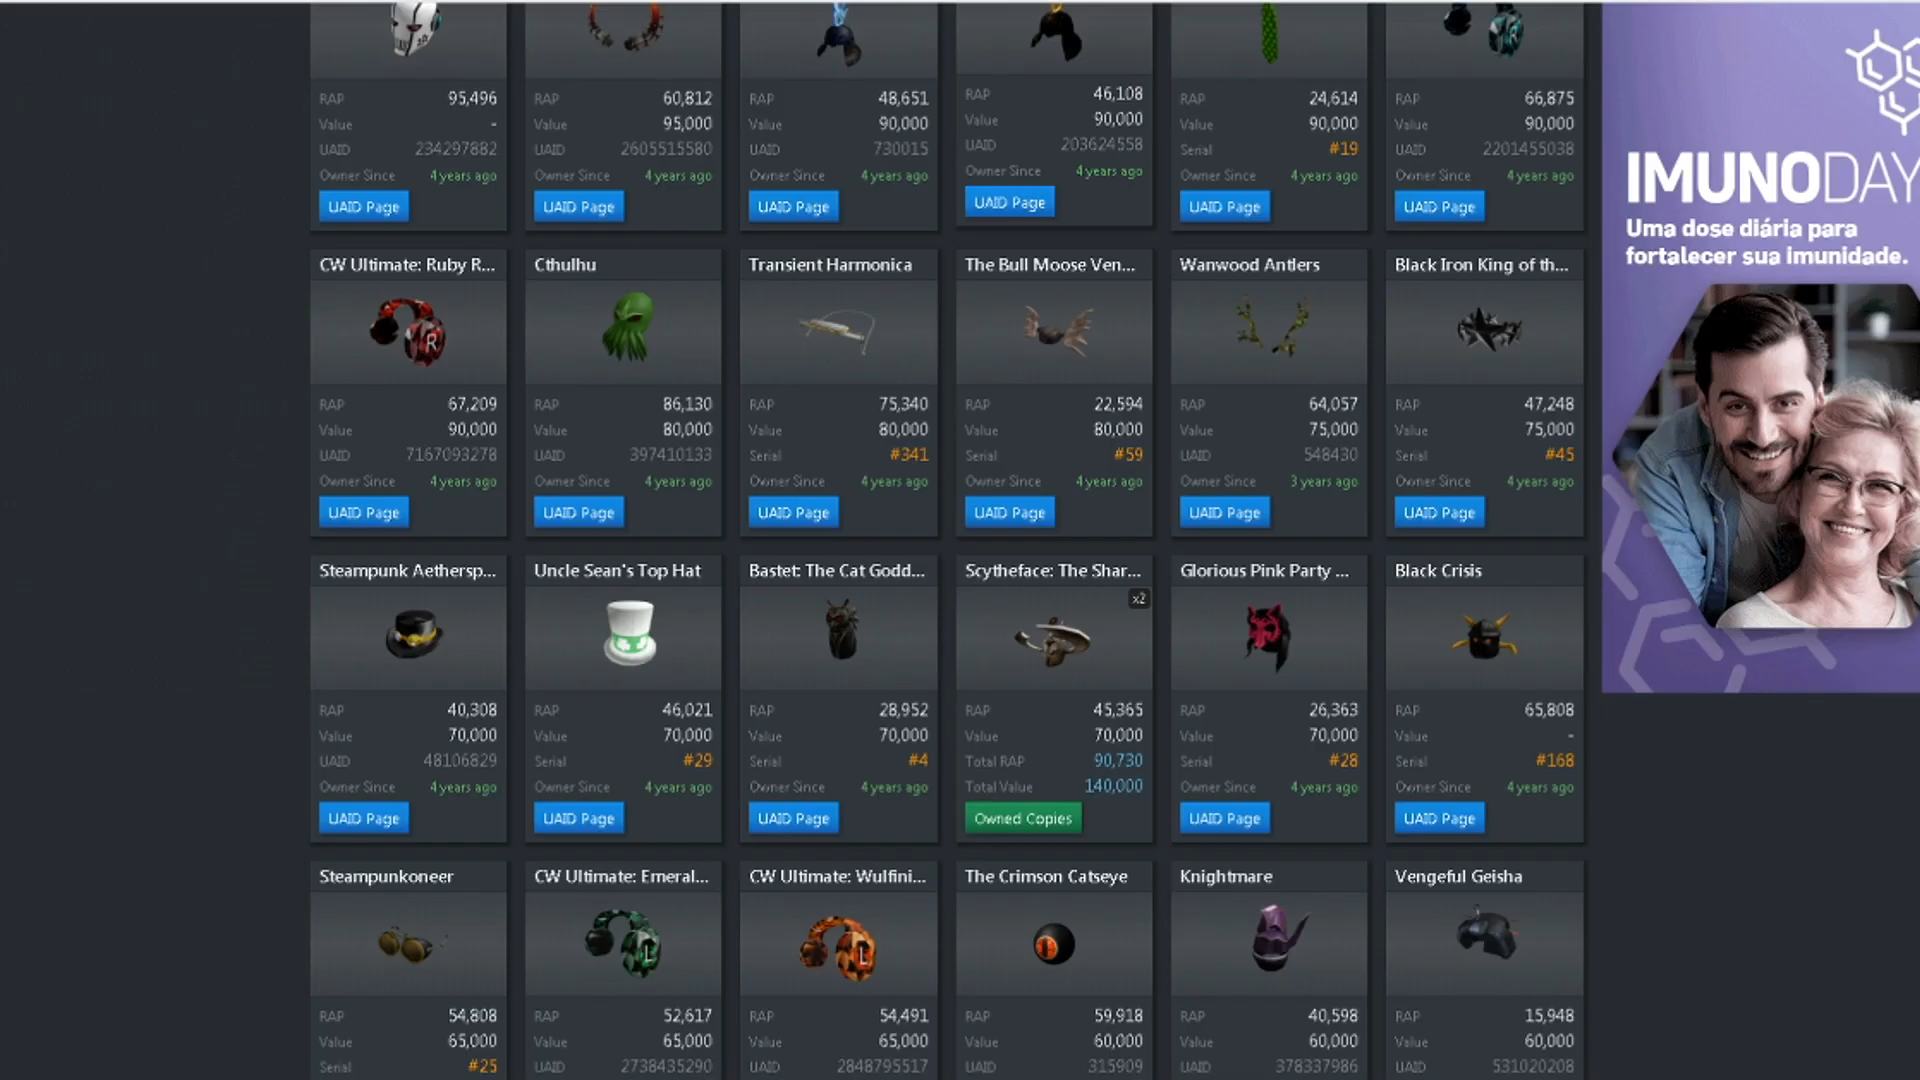 RAP 95,496
Value -
UAID 234297882
Owner Since 4 years ago
UAID Page
RAP 60,812
Value 95,000
UAID 2605515580
Owner Since 4 years ago
UAID Page
RAP 48,651
Value 90,000
UAID 730015
Owner Since 4 years ago
UAID Page
RAP 46,108
Value 90,000
UAID 203624558
Owner Since 4 years ago
UAID Page
RAP 24,614
Value 90,000
Serial #19
Owner Since 4 years ago
UAID Page
RAP 66,875
Value 90,000
UAID 2201455038
Owner Since 4 years ago
UAID Page
CW Ultimate: Ruby R...
R
RAP 67,209
Value 90,000
UAID 7167093278
Owner Since 4 years ago
UAID Page
Cthulhu
RAP 86,130
Value 80,000
UAID 397410133
Owner Since 4 years ago
UAID Page
Transient Harmonica
RAP 75,340
Value 80,000
Serial #341
Owner Since 4 years ago
UAID Page
The Bull Moose Ven...
RAP 22,594
Value 80,000
Serial #59
Owner Since 4 years ago
UAID Page
Wanwood Antlers
RAP 64,057
Value 75,000
UAID 548430
Owner Since 3 years ago
UAID Page
Black Iron King of th...
RAP 47,248
Value 75,000
Serial #45
Owner Since 4 years ago
UAID Page
Steampunk Aethersp...
RAP 40,308
Value 70,000
UAID 48106829
Owner Since 4 years ago
UAID Page
Uncle Sean's Top Hat
RAP 46,021
Value 70,000
Serial #29
Owner Since 4 years ago
UAID Page
Bastet: The Cat Godd...
RAP 28,952
Value 70,000
Serial #4
Owner Since 4 years ago
UAID Page
Scytheface: The Shar...
x2
RAP 45,365
Value 70,000
Total RAP 90,730
Total Value 140,000
Owned Copies
Glorious Pink Party ...
RAP 26,363
Value 70,000
Serial #28
Owner Since 4 years ago
UAID Page
Black Crisis
RAP 65,808
Value -
Serial #168
Owner Since 4 years ago
UAID Page
Steampunkoneer
RAP 54,808
Value 65,000
Serial #25
CW Ultimate: Emeral...
L
RAP 52,617
Value 65,000
UAID 2738435290
CW Ultimate: Wulfini...
L
RAP 54,491
Value 65,000
UAID 2848795517
The Crimson Catseye
RAP 59,918
Value 60,000
UAID 315909
Knightmare
RAP 40,598
Value 60,000
UAID 378337986
Vengeful Geisha
RAP 15,948
Value 60,000
UAID 531020208
IMUNODAY
Uma dose diária para
fortalecer sua imunidade.